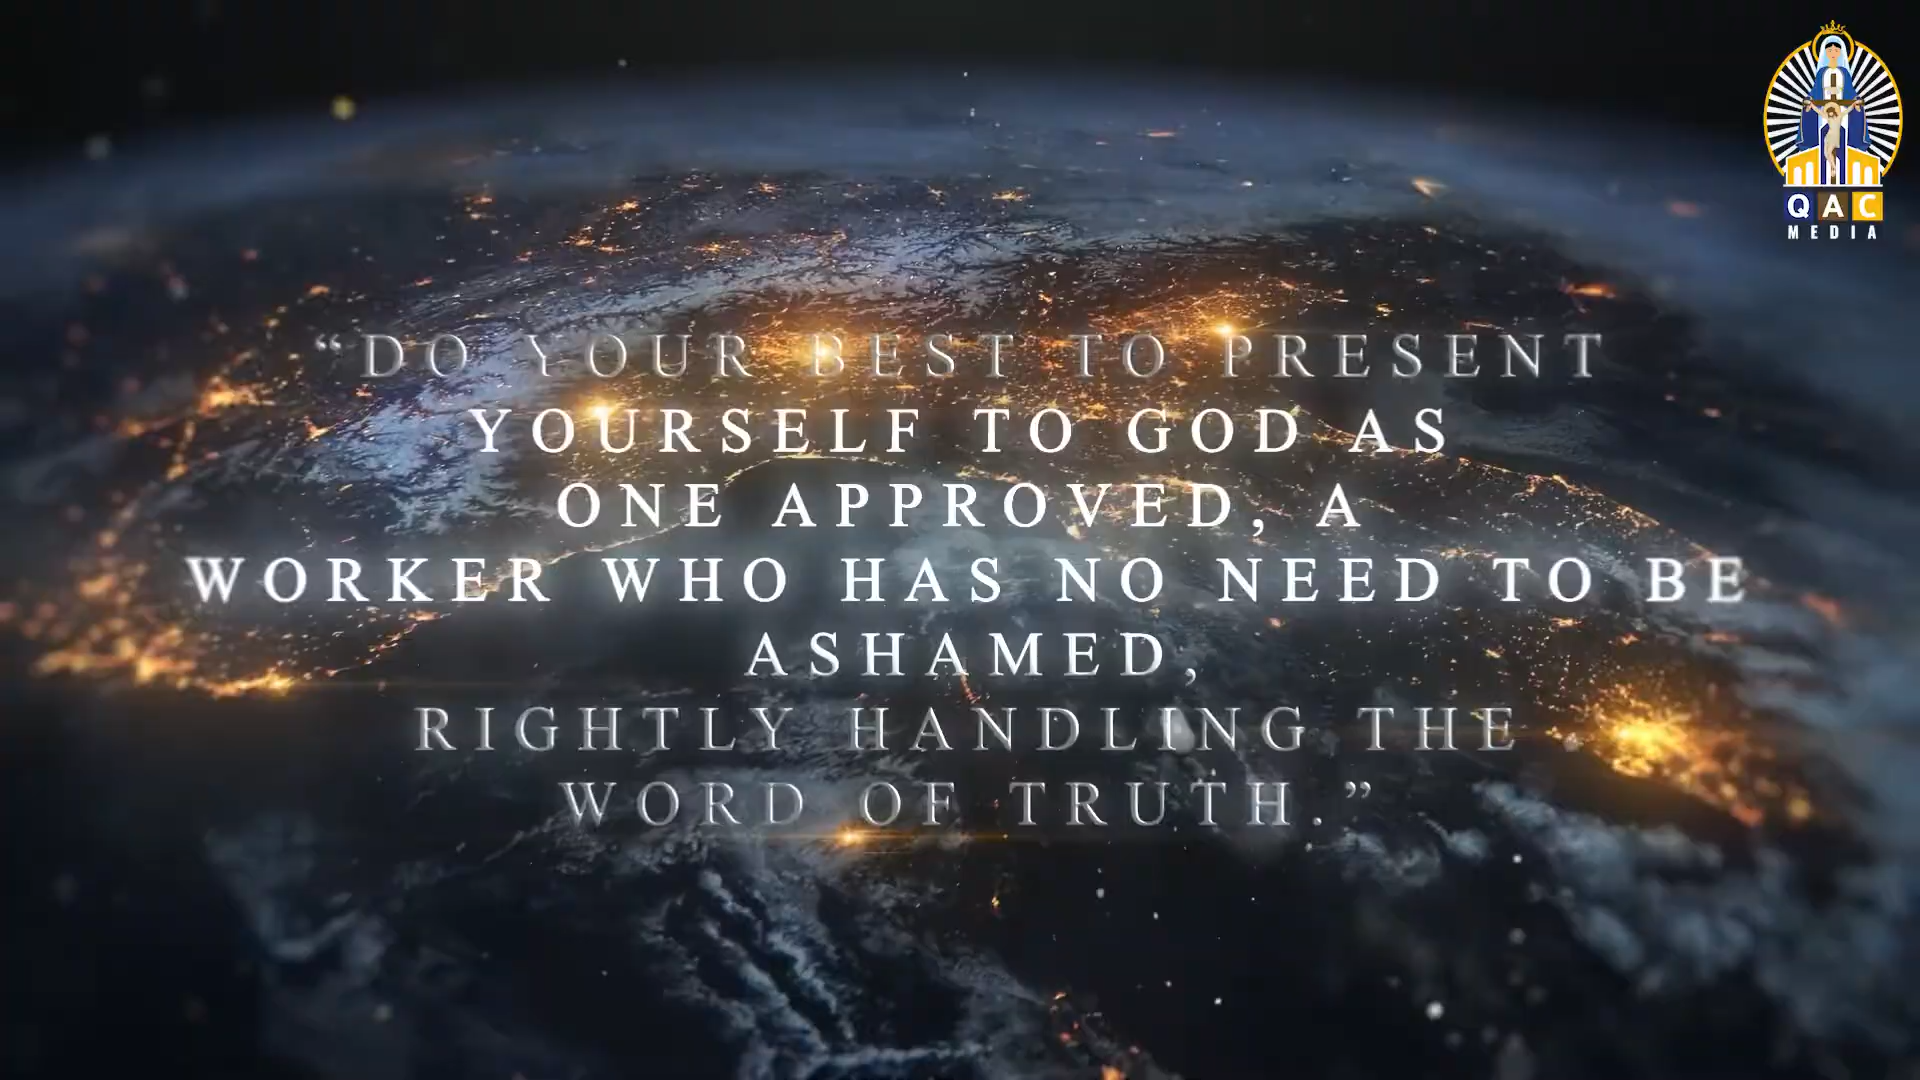 “DO YOUR BEST TO PRESENT
YOURSELF TO GOD AS
ONE APPROVED, A
WORKER WHO HAS NO NEED TO BE
ASHAMED,
RIGHTLY HANDLING THE
WORD OF TRUTH.”
QAC
MEDIA